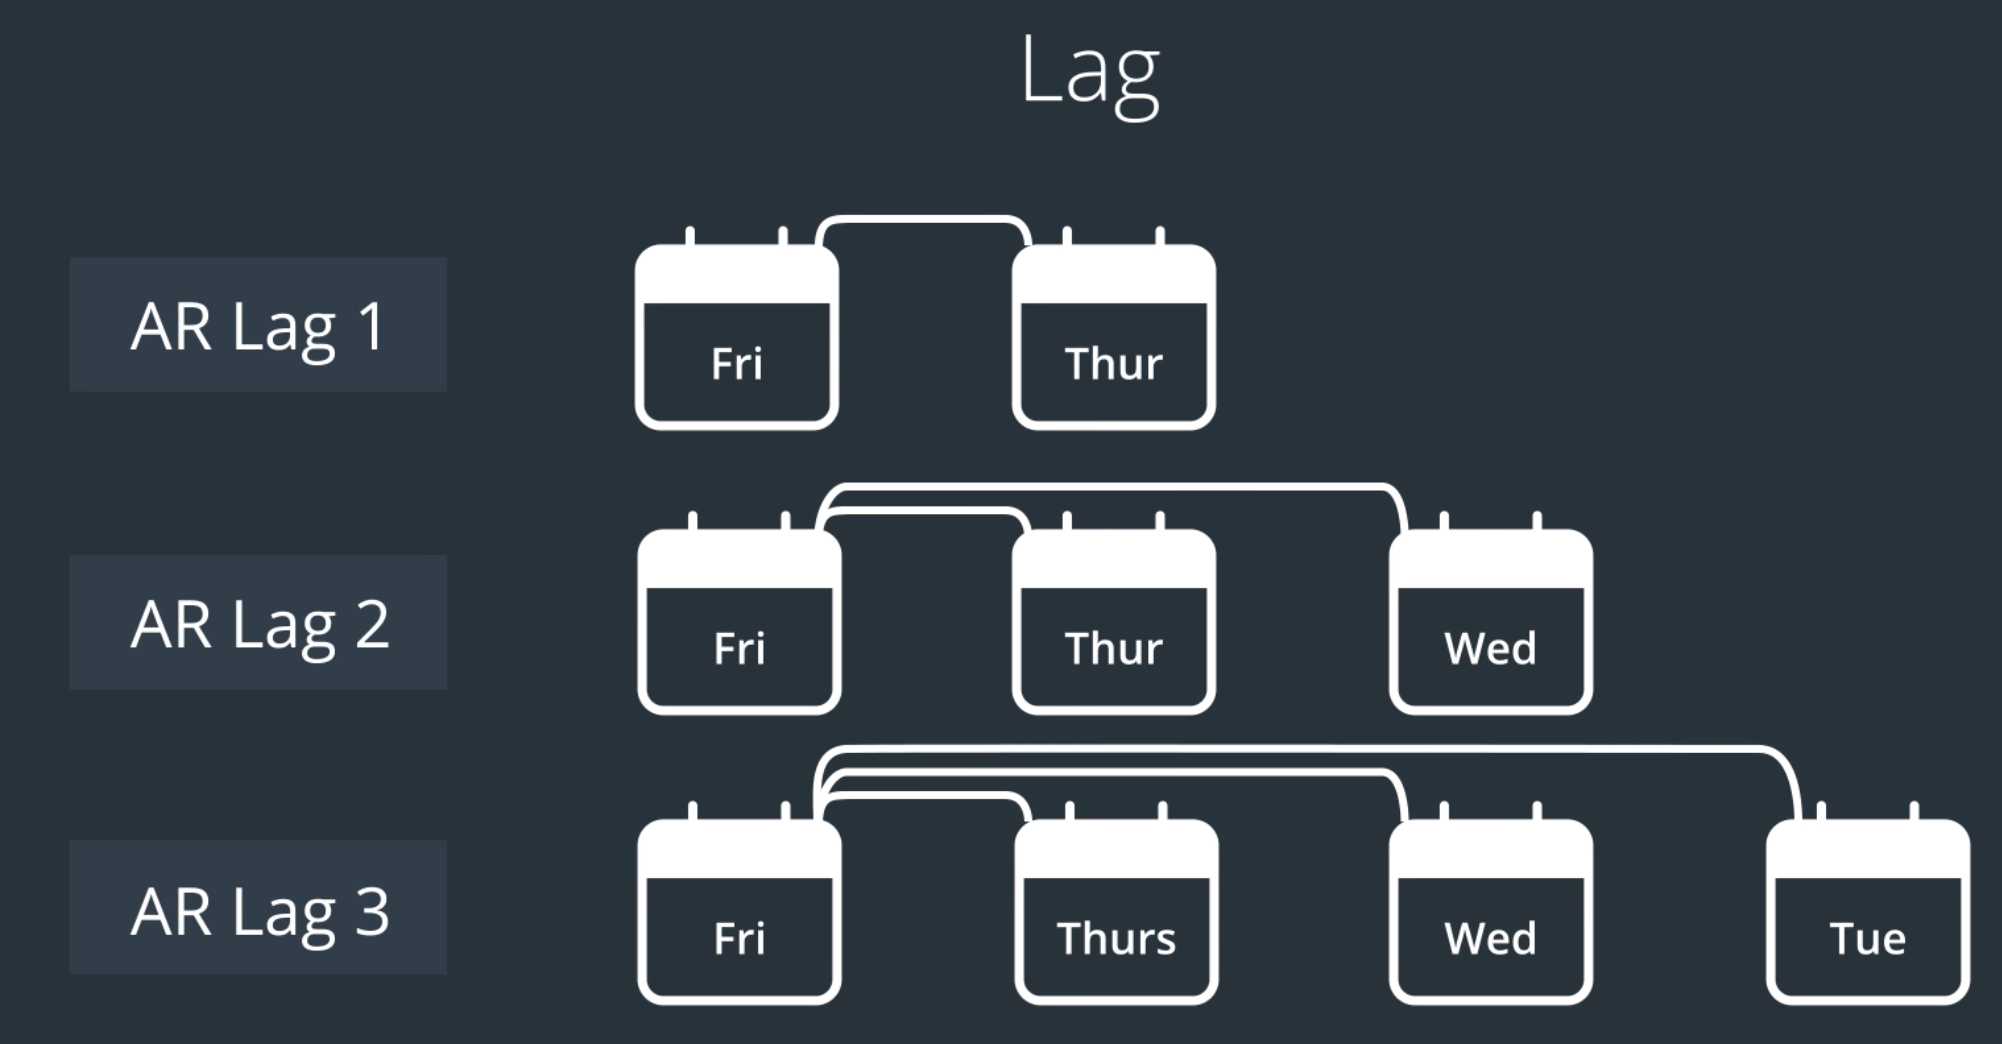 Lag
AR Lag 1
Fri
Thur
AR Lag 2
Fri
Thur
Wed
AR Lag 3
Fri
Thurs
Wed
Tue